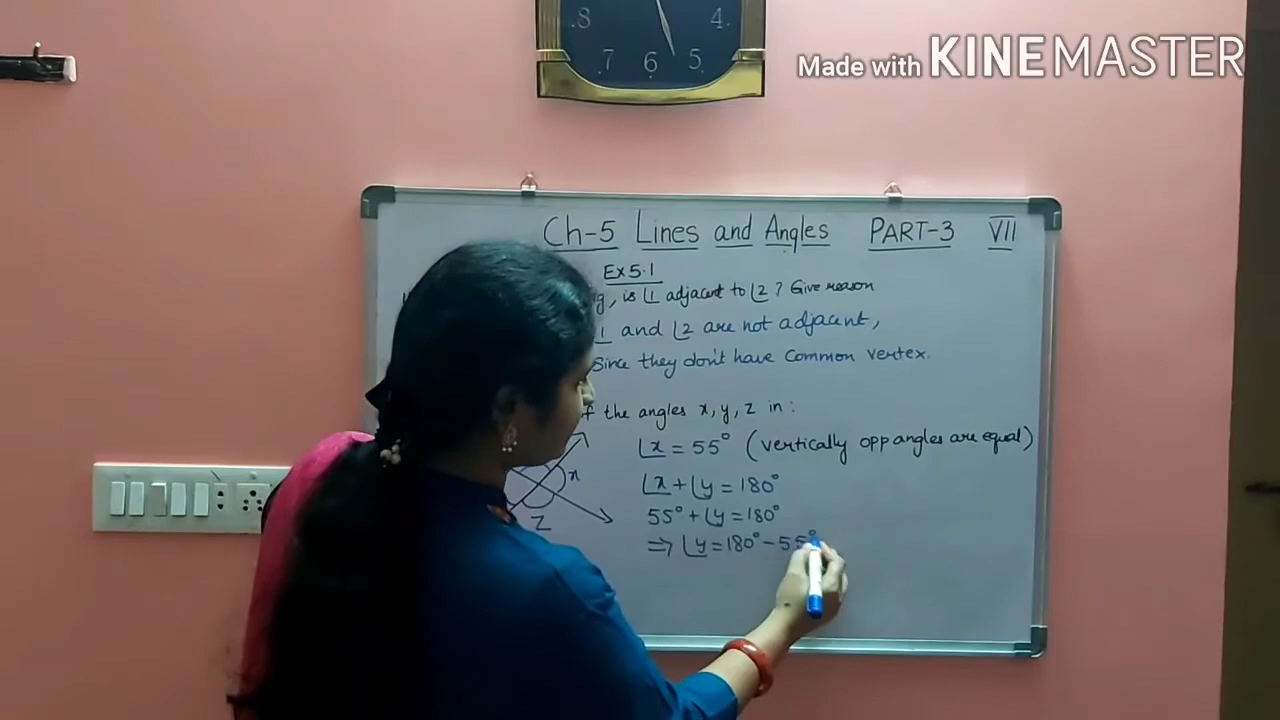 8 4
7 6 5
Made with KINEMASTER
Ch-5 Lines and Angles PART-3 VII
Ex 5.1
, is ∠1 adjacent to ∠2 ? Give reason
1 and ∠2 are not adjacent,
Since they don't have Common vertex.
the angles x, y, z in :
∠x = 55° (vertically opp angles are equal)
x
∠x + ∠y = 180°
z
55° + ∠y = 180°
⇒ ∠y = 180° - 55°